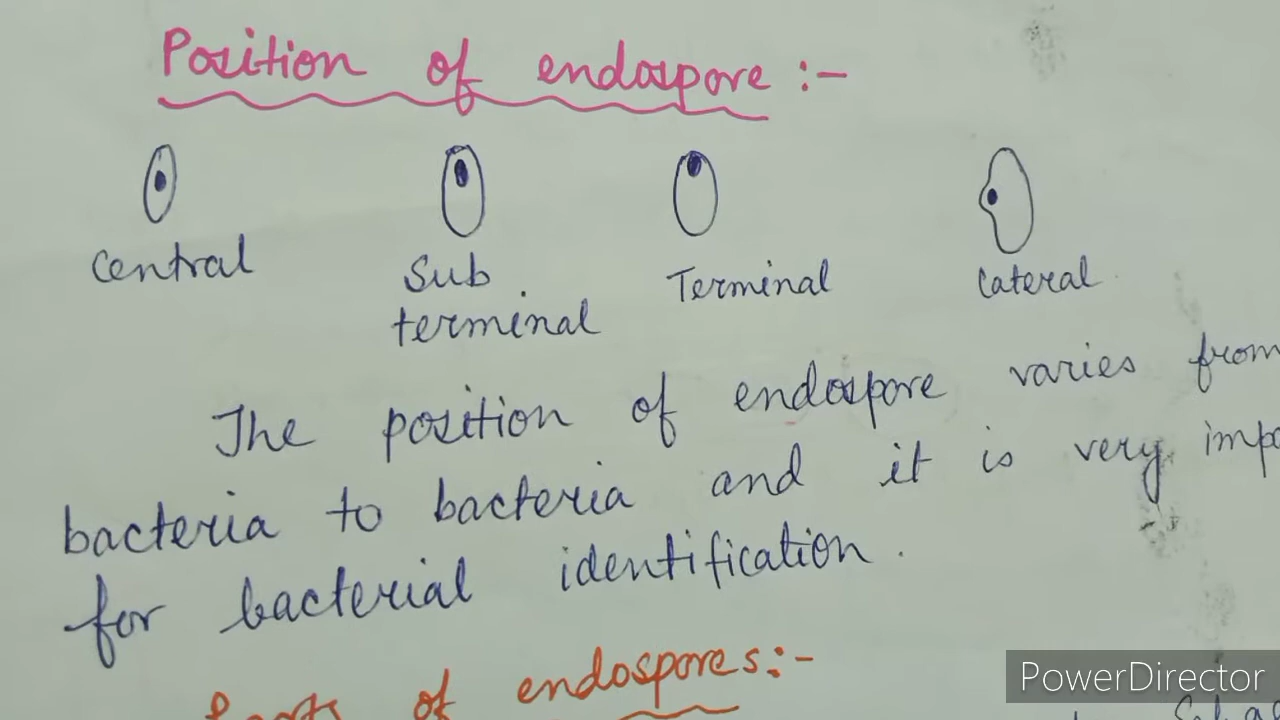 Position of endospore :-
Central
Sub
terminal
Terminal
Lateral
The position of endospore varies from
bacteria to bacteria and it is very impo
for bacterial identification .
of endospores:-
PowerDirector